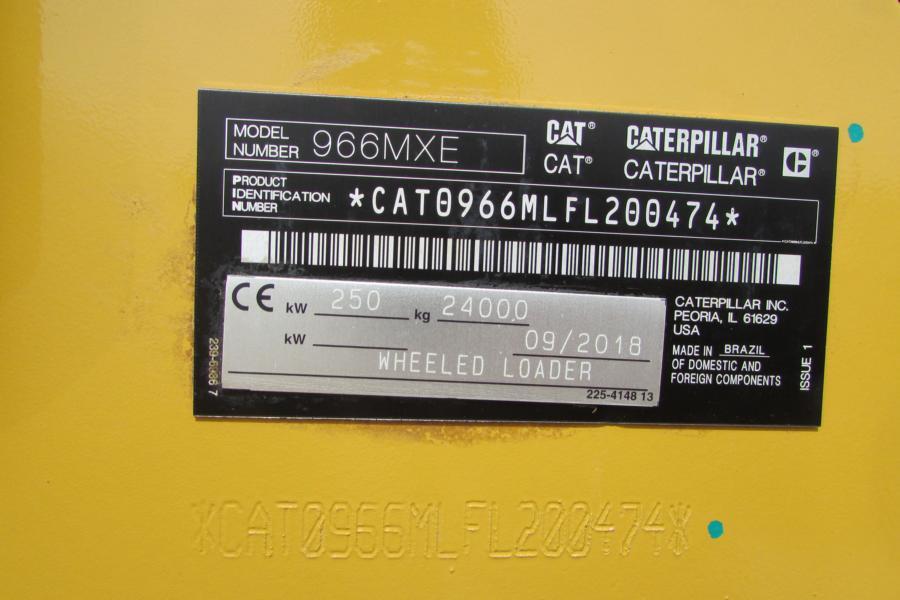 MODEL NUMBER 966MXE
CAT® CATERPILLAR®
CAT® CATERPILLAR®
PRODUCT
IDENTIFICATION
NUMBER
*CAT0966MLFL200474*
CE kW 250 kg 24000
kW 09/2018
WHEELED LOADER
225-4148 13
CATERPILLAR INC.
PEORIA, IL 61629
USA
MADE IN BRAZIL
OF DOMESTIC AND
FOREIGN COMPONENTS
ISSUE 1
*CAT0966MLFL200474*